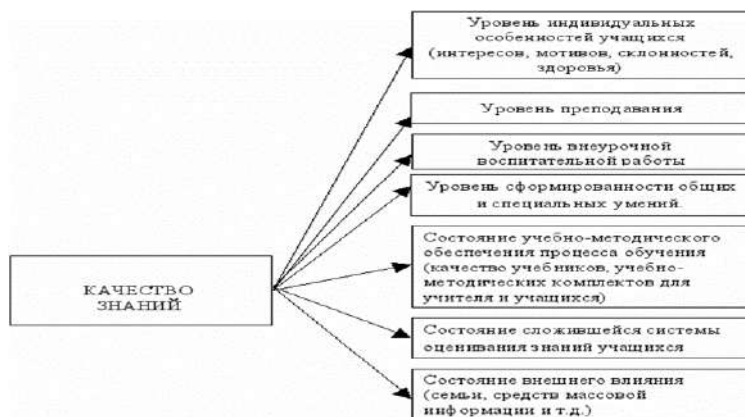 Уровень индивидуальных
особенностей учащихся
(интересов, мотивов, склонностей,
здоровья)
Уровень преподавания
Уровень внеурочной
воспитательной работы
Уровень сформированности общих
и специальных умений.
КАЧЕСТВО
ЗНАНИЙ
Состояние учебно-методического
обеспечения процесса обучения
(качество учебников, учебно-
методических комплектов для
учителя и учащихся)
Состояние сложившейся системы
оценивания знаний учащихся
Состояние внешнего влияния
(семьи, средств массовой
информации и т.д.)